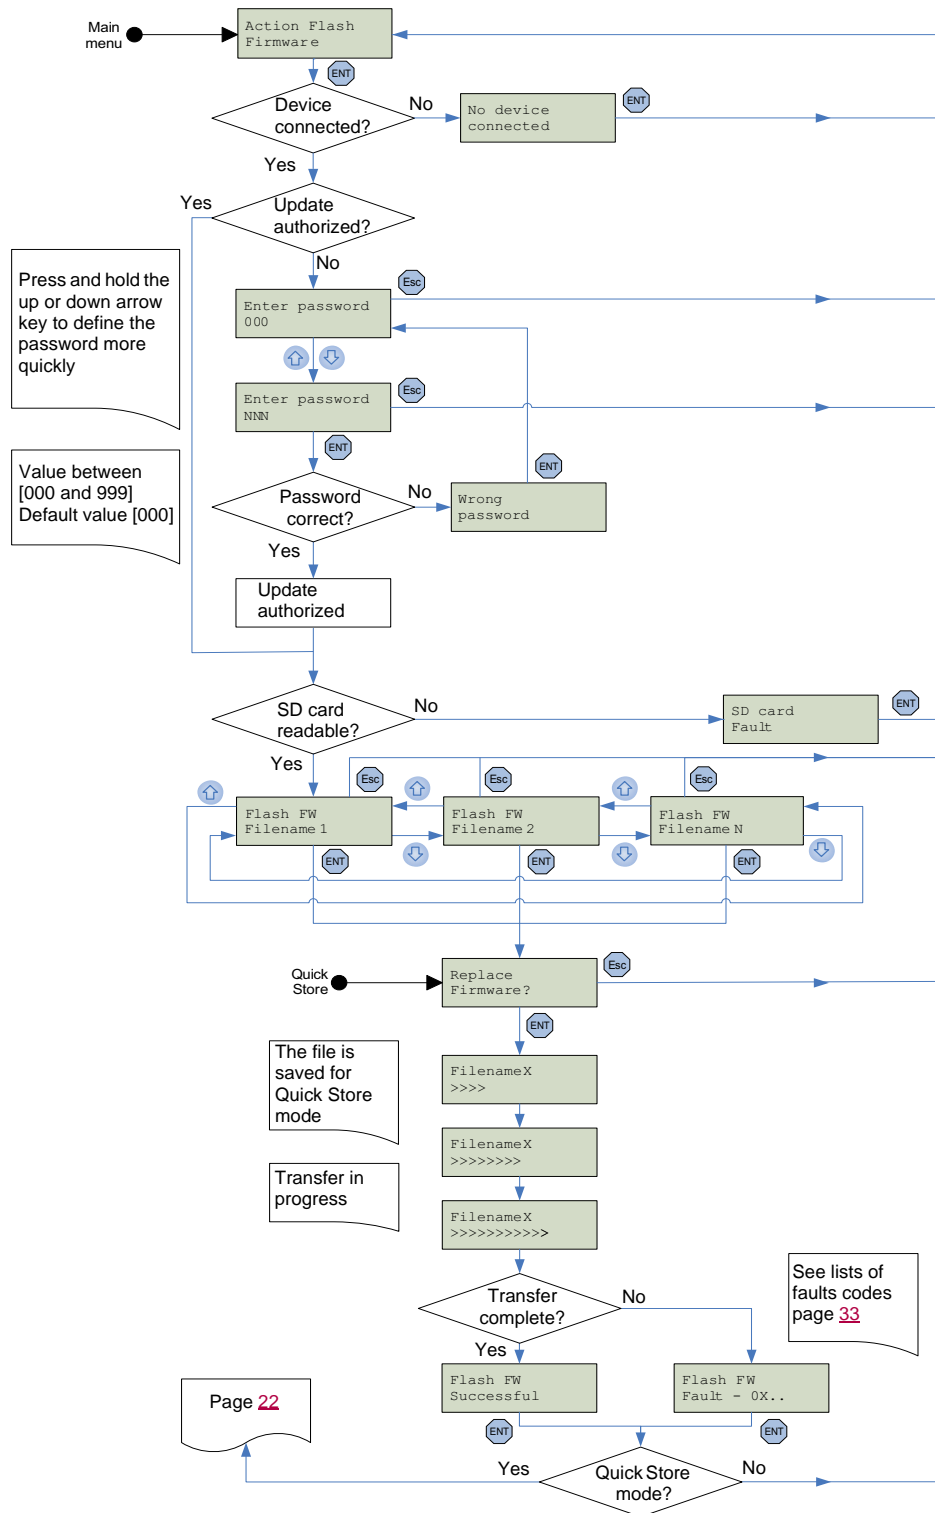 Main
menu
Action Flash
Firmware
ENT
Device
connected?
No
No device
connected
ENT
Yes
Yes
Update
authorized?
No
Press and hold the
up or down arrow
key to define the
password more
quickly
Enter password
000
Esc
Enter password
NNN
Esc
ENT
Value between
[000 and 999]
Default value [000]
Password
correct?
No
ENT
Wrong
password
Yes
Update
authorized
SD card
readable?
No
SD card
Fault
ENT
Yes
Esc
Esc
Esc
Flash FW
Filename 1
Flash FW
Filename 2
Flash FW
Filename N
ENT
ENT
ENT
Quick
Store
Replace
Firmware?
Esc
ENT
The file is
saved for
Quick Store
mode
FilenameX
>>>>
FilenameX
>>>>>>>>
Transfer in
progress
FilenameX
>>>>>>>>>>>
Transfer
complete?
No
See lists of
faults codes
page 33
Yes
Flash FW
Successful
Flash FW
Fault - 0X..
ENT
ENT
Page 22
Yes
Quick Store
mode?
No